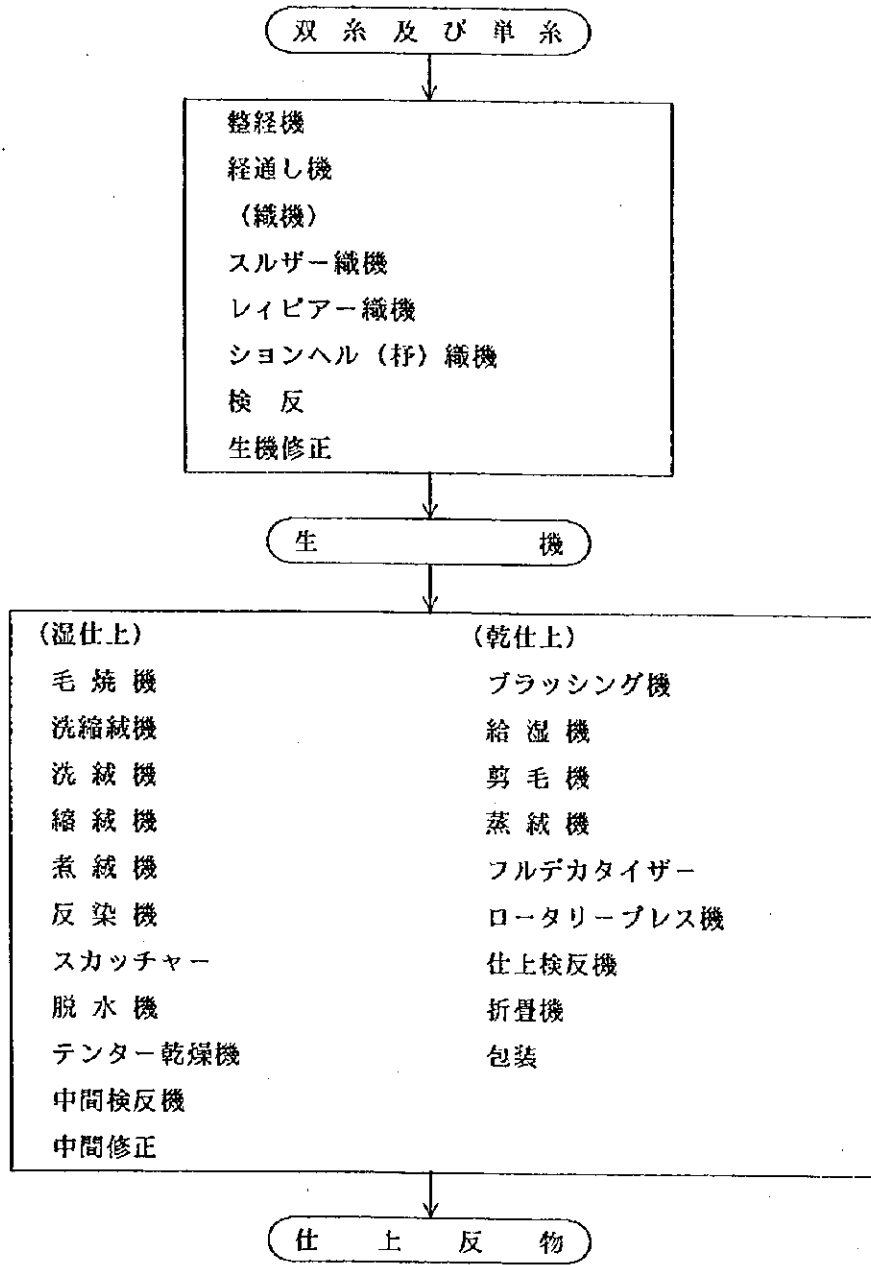 双糸及び単糸
整経機
経通し機
(織機)
スルザー織機
レィピアー織機
ションヘル(杼)織機
検 反
生機修正
生 機
(湿仕上)
毛焼機
洗縮絨機
洗絨機
縮絨機
煮絨機
反染機
スカッチャー
脱水機
テンター乾燥機
中間検反機
中間修正
(乾仕上)
ブラッシング機
給湿機
剪毛機
蒸絨機
フルデカタイザー
ロータリープレス機
仕上検反機
折畳機
包装
仕上反物